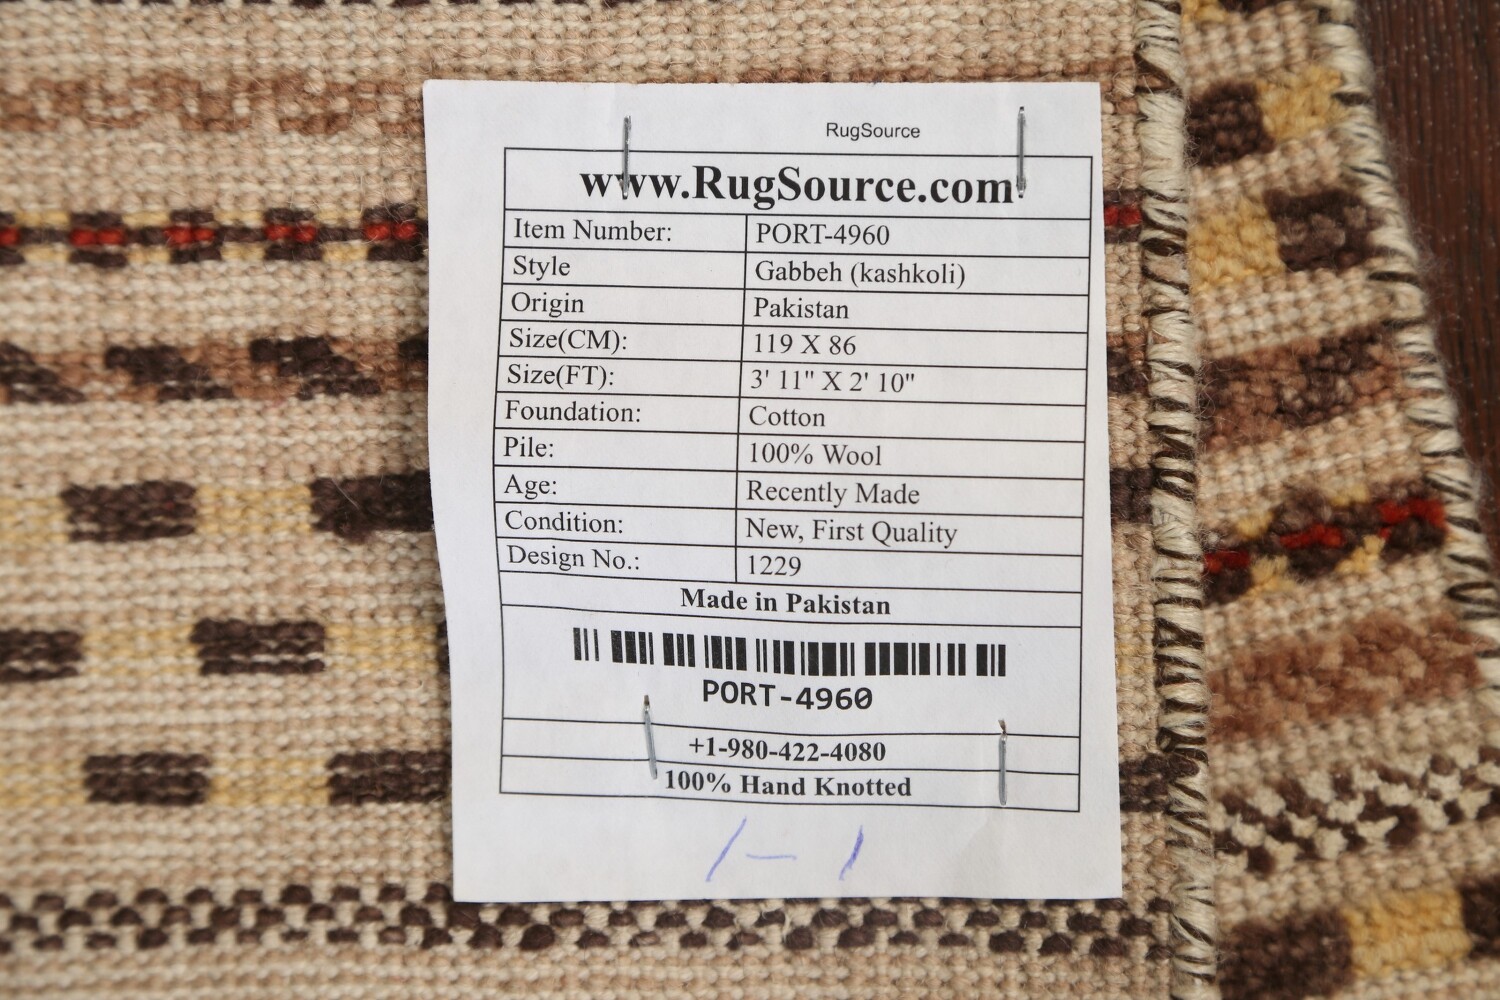 RugSource
www.RugSource.com
Item Number: PORT-4960
Style Gabbeh (kashkoli)
Origin Pakistan
Size(CM): 119 X 86
Size(FT): 3' 11" X 2' 10"
Foundation: Cotton
Pile: 100% Wool
Age: Recently Made
Condition: New, First Quality
Design No.: 1229
Made in Pakistan
PORT-4960
+1-980-422-4080
100% Hand Knotted
1-1